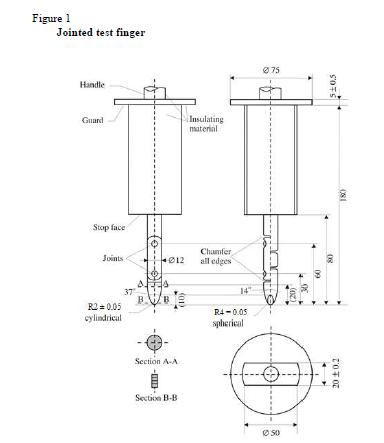 Figure 1
Jointed test finger
Ø 75
Handle
5±0.5
Guard
Insulating
material
180
Stop face
Chamfer
all edges
Joints
Ø12
80
60
A A
37°
14°
(20)
30
B B
(10)
R2 ± 0.05
cylindrical
R4 - 0.05
spherical
Section A-A
20 ± 0.2
Section B-B
Ø 50